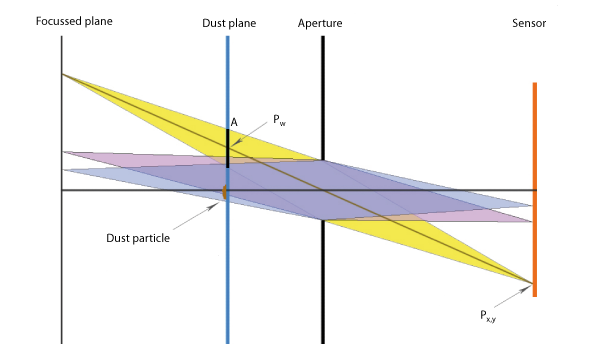 Focussed plane
Dust plane
Aperture
Sensor
A
Pw
Dust particle
Px,y